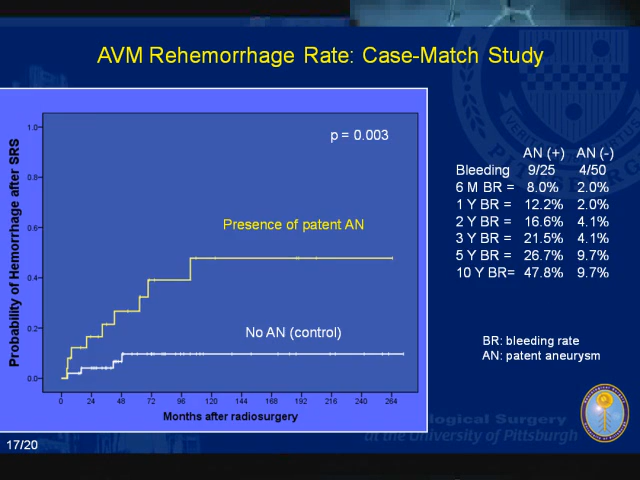 AVM Rehemorrhage Rate: Case-Match Study
Probability of Hemorrhage after SRS
1.0
0.8
0.6
0.4
0.2
0.0
p = 0.003
Presence of patent AN
No AN (control)
0 24 48 72 96 120 144 168 192 216 240 264
Months after radiosurgery
AN (+) AN (-)
Bleeding 9/25 4/50
6 M BR = 8.0% 2.0%
1 Y BR = 12.2% 2.0%
2 Y BR = 16.6% 4.1%
3 Y BR = 21.5% 4.1%
5 Y BR = 26.7% 9.7%
10 Y BR= 47.8% 9.7%
BR: bleeding rate
AN: patent aneurysm
ological Surgery
at the University of Pittsburgh
17/20